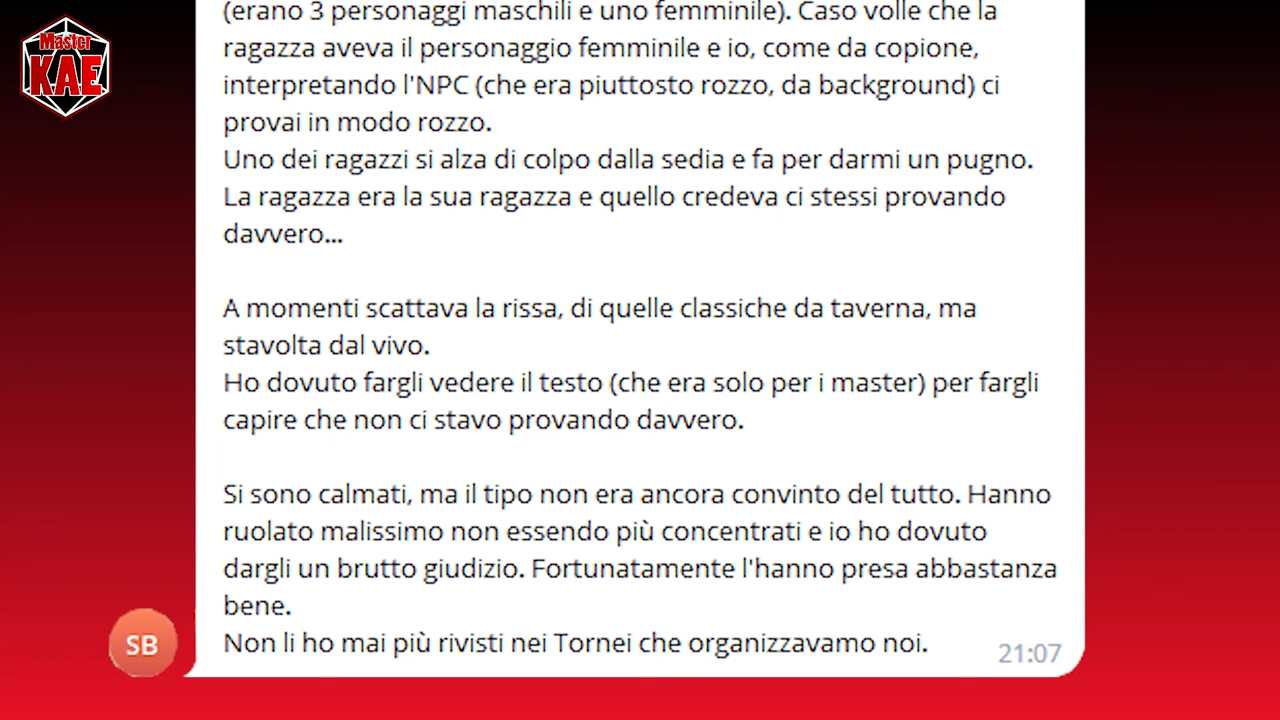 Master
KAE
(erano 3 personaggi maschili e uno femminile). Caso volle che la
ragazza aveva il personaggio femminile e io, come da copione,
interpretando l'NPC (che era piuttosto rozzo, da background) ci
provai in modo rozzo.
Uno dei ragazzi si alza di colpo dalla sedia e fa per darmi un pugno.
La ragazza era la sua ragazza e quello credeva ci stessi provando
davvero...
A momenti scattava la rissa, di quelle classiche da taverna, ma
stavolta dal vivo.
Ho dovuto fargli vedere il testo (che era solo per i master) per fargli
capire che non ci stavo provando davvero.
Si sono calmati, ma il tipo non era ancora convinto del tutto. Hanno
ruolato malissimo non essendo più concentrati e io ho dovuto
dargli un brutto giudizio. Fortunatamente l'hanno presa abbastanza
bene.
Non li ho mai più rivisti nei Tornei che organizzavamo noi.
21:07
SB